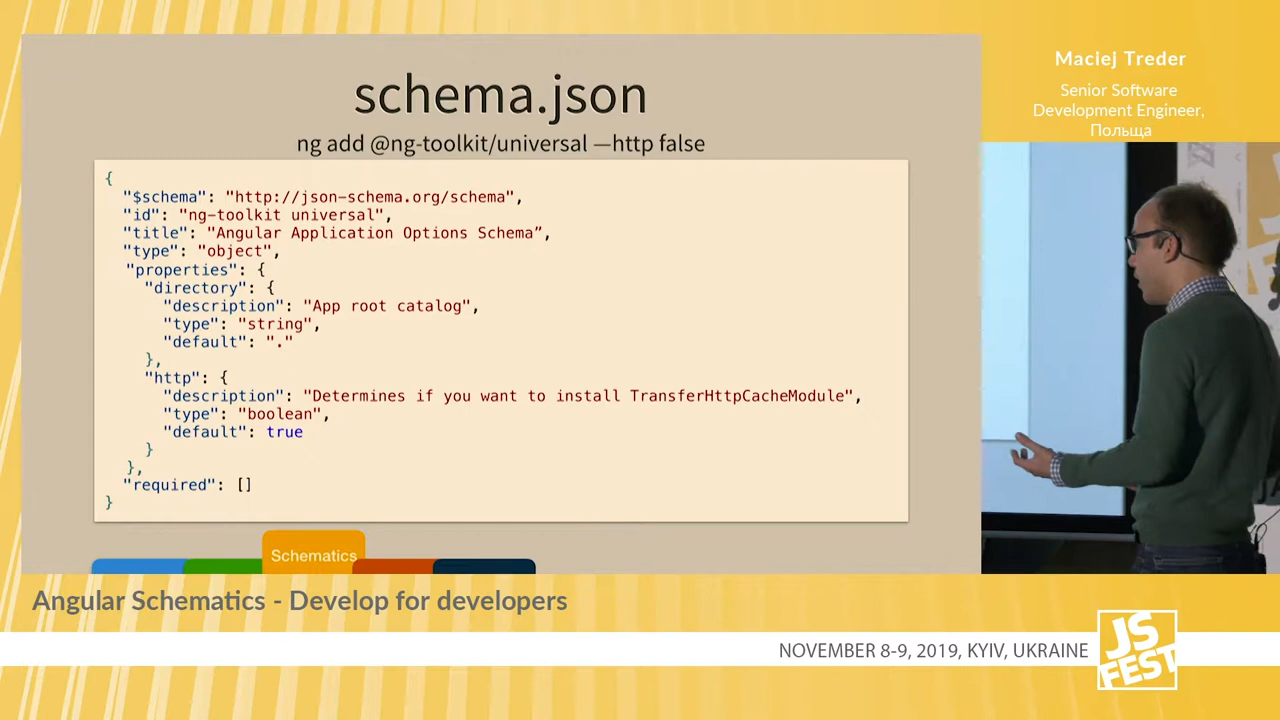 schema.json
ng add @ng-toolkit/universal —http false
{
"$schema": "http://json-schema.org/schema",
"id": "ng-toolkit universal",
"title": "Angular Application Options Schema”,
"type": "object",
"properties": {
"directory": {
"description": "App root catalog",
"type": "string",
"default": "."
},
"http": {
"description": "Determines if you want to install TransferHttpCacheModule",
"type": "boolean",
"default": true
}
},
"required": []
}
Schematics
Maciej Treder
Senior Software
Development Engineer,
Польща
Angular Schematics - Develop for developers
NOVEMBER 8-9, 2019, KYIV, UKRAINE
JS
FEST